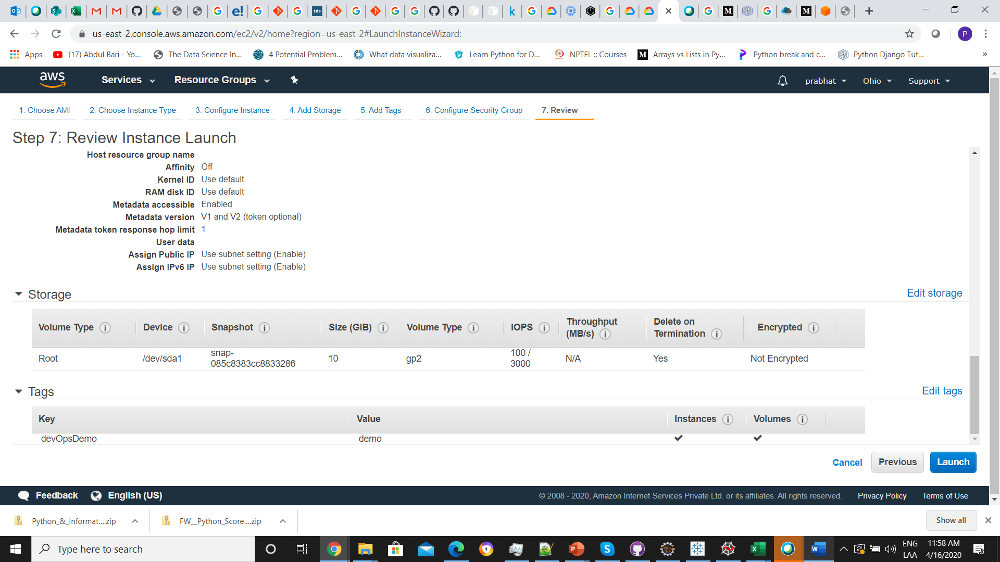 us-east-2.console.aws.amazon.com/ec2/v2/home?region=us-east-2#LaunchInstanceWizard:
P
Apps
(17) Abdul Bari - Yo...
The Data Science In...
4 Potential Problem...
What data visualiza...
Learn Python for D...
NPTEL :: Courses
Arrays vs Lists in Py...
Python break and c...
Python Django Tut...
»
aws
Services
Resource Groups
prabhat
Ohio
Support
1. Choose AMI
2. Choose Instance Type
3. Configure Instance
4. Add Storage
5. Add Tags
6. Configure Security Group
7. Review
Step 7: Review Instance Launch
Host resource group name
Affinity Off
Kernel ID Use default
RAM disk ID Use default
Metadata accessible Enabled
Metadata version V1 and V2 (token optional)
Metadata token response hop limit 1
User data
Assign Public IP Use subnet setting (Enable)
Assign IPv6 IP Use subnet setting (Enable)
Storage
Edit storage
Volume Type
Device
Snapshot
Size (GiB)
Volume Type
IOPS
Throughput
(MB/s)
Delete on
Termination
Encrypted
Root
/dev/sda1
snap-
085c8383cc8833286
10
gp2
100 /
3000
N/A
Yes
Not Encrypted
Tags
Edit tags
Key
Value
Instances
Volumes
devOpsDemo
demo
Cancel
Previous
Launch
Feedback
English (US)
© 2008 - 2020, Amazon Internet Services Private Ltd. or its affiliates. All rights reserved.
Privacy Policy
Terms of Use
Python_&_Informat....zip
FW__Python_Score....zip
Show all
Type here to search
ENG
LAA
11:58 AM
4/16/2020